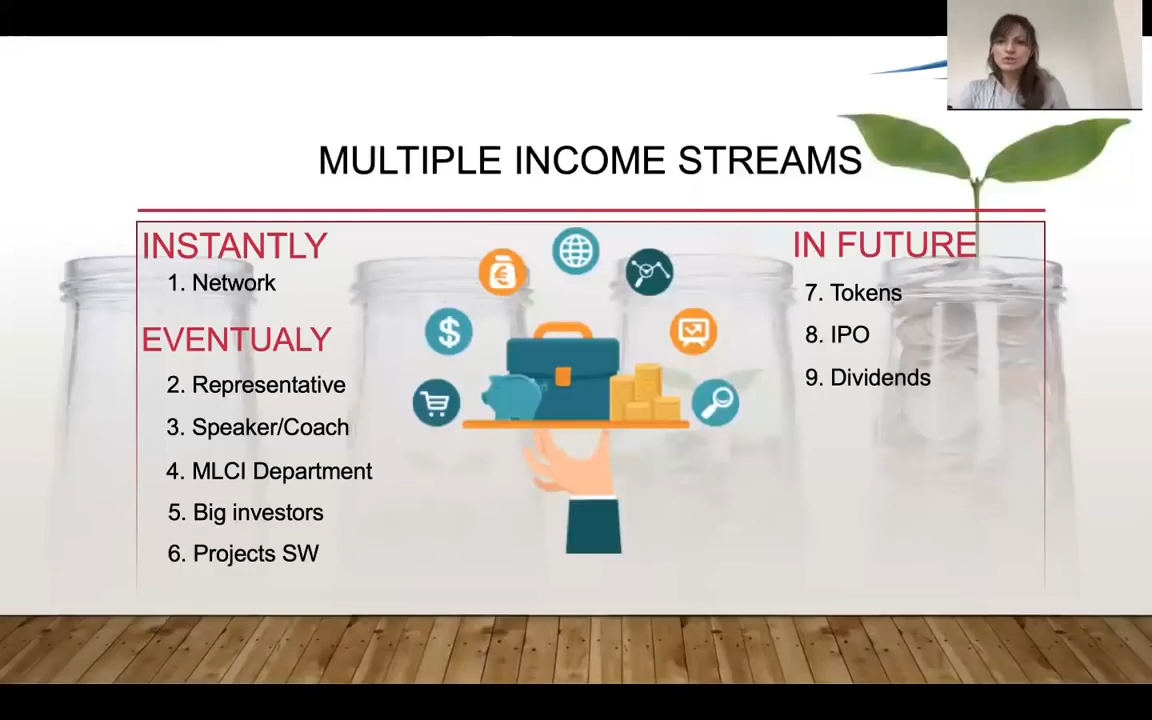 MULTIPLE INCOME STREAMS
INSTANTLY
1. Network
EVENTUALY
2. Representative
3. Speaker/Coach
4. MLCI Department
5. Big investors
6. Projects SW
IN FUTURE
7. Tokens
8. IPO
9. Dividends
$
€